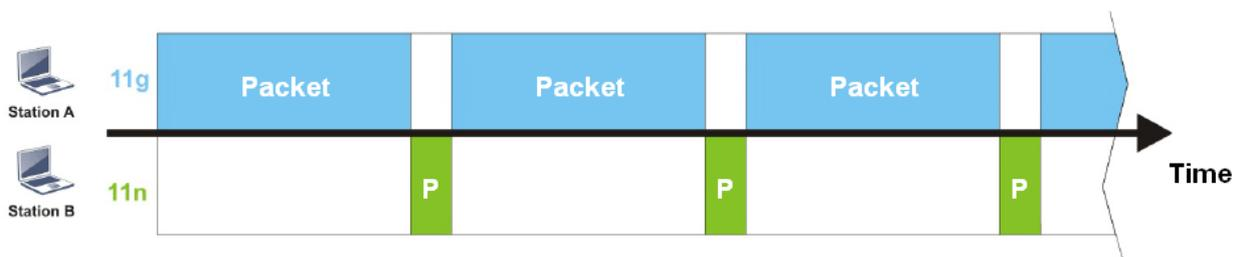 11g
Packet
Packet
Packet
Station A
11n
P
P
P
Time
Station B